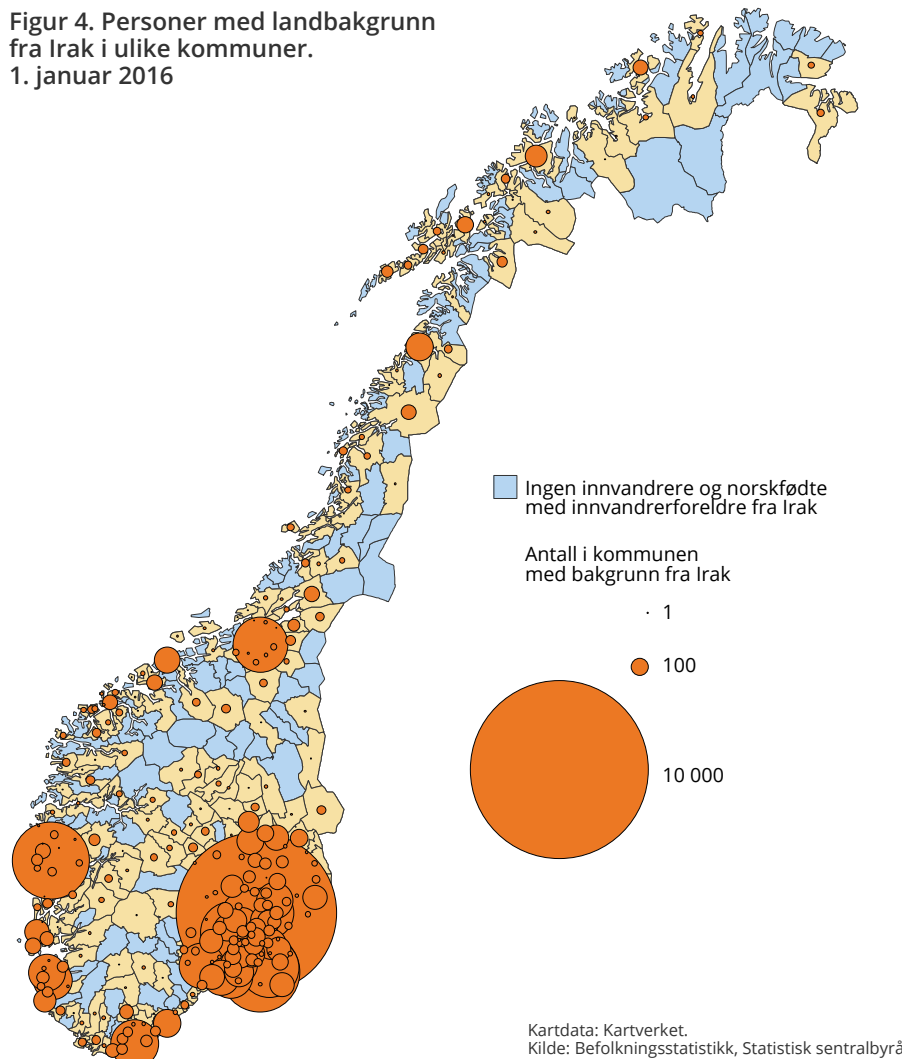 Figur 4. Personer med landbakgrunn
fra Irak i ulike kommuner.
1. januar 2016
Ingen innvandrere og norskfødte
med innvandrerforeldre fra Irak
Antall i kommunen
med bakgrunn fra Irak
1
100
10 000
Kartdata: Kartverket.
Kilde: Befolkningsstatistikk, Statistisk sentralbyrå